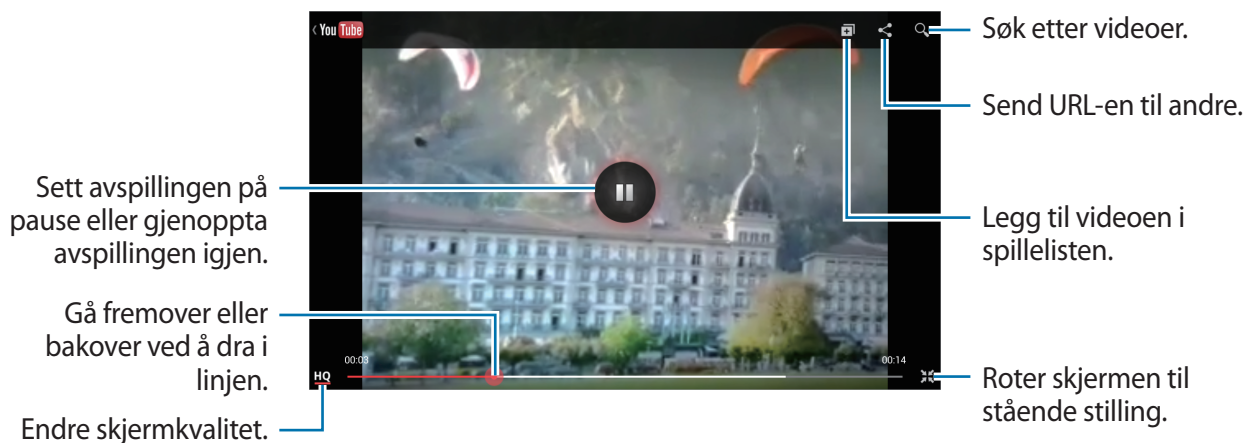 You Tube
Søk etter videoer.
Send URL-en til andre.
Sett avspillingen på
pause eller gjenoppta
avspillingen igjen.
Legg til videoen i
spillelisten.
Gå fremover eller
bakover ved å dra i
linjen.
00:03
00:14
HQ
Roter skjermen til
stående stilling.
Endre skjermkvalitet.